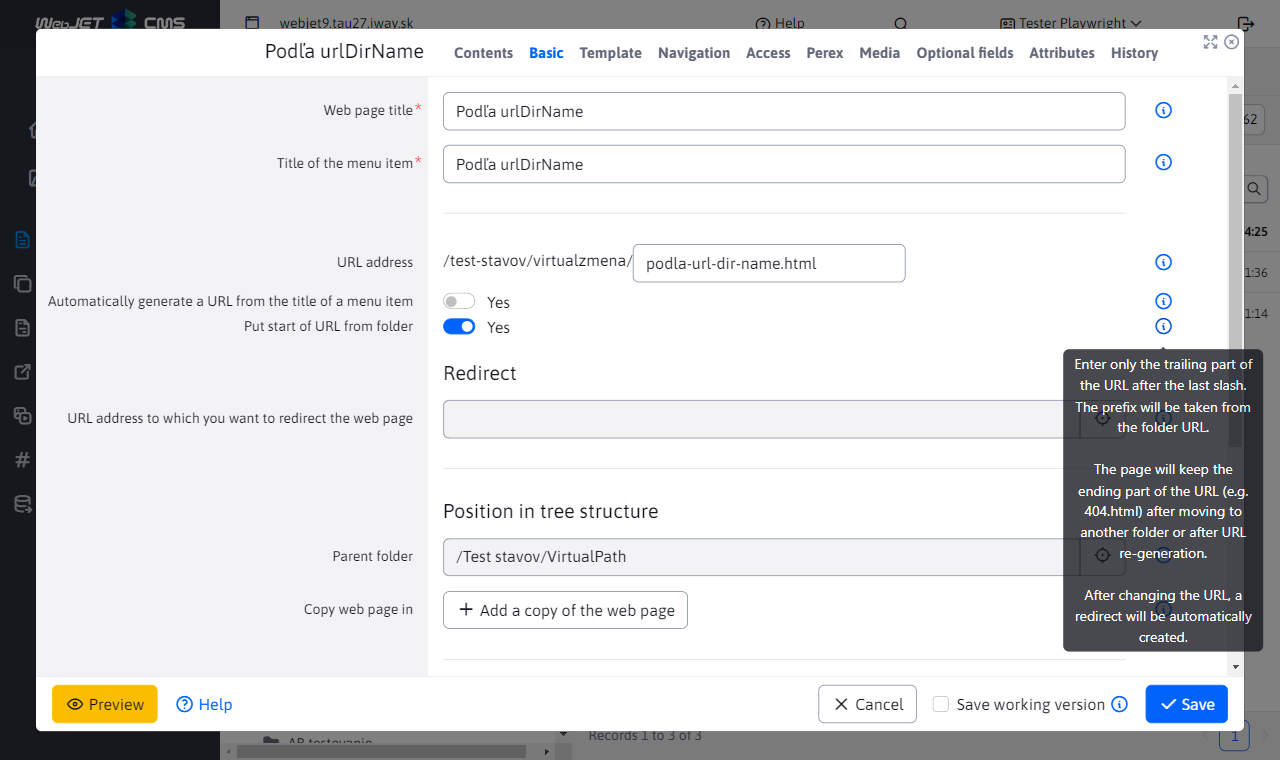 WebJET CMS
webjet9.tau27.iway.sk
Help
Tester Playwright
Podľa urlDirName
Contents
Basic
Template
Navigation
Access
Perex
Media
Optional fields
Attributes
History
Web page title*
Podľa urlDirName
62
Title of the menu item*
Podľa urlDirName
4:25
URL address
/test-stavov/virtualzmena/
podla-url-dir-name.html
1:36
Automatically generate a URL from the title of a menu item
Yes
1:14
Put start of URL from folder
Yes
Enter only the trailing part of
the URL after the last slash.
The prefix will be taken from
the folder URL.
The page will keep the
ending part of the URL (e.g.
404.html) after moving to
another folder or after URL
re-generation.
After changing the URL, a
redirect will be automatically
created.
Redirect
URL address to which you want to redirect the web page
Position in tree structure
Parent folder
/Test stavov/VirtualPath
Copy web page in
Add a copy of the web page
Preview
Help
Cancel
Save working version
Save
AB testovanie
Records 1 to 3 of 3
1